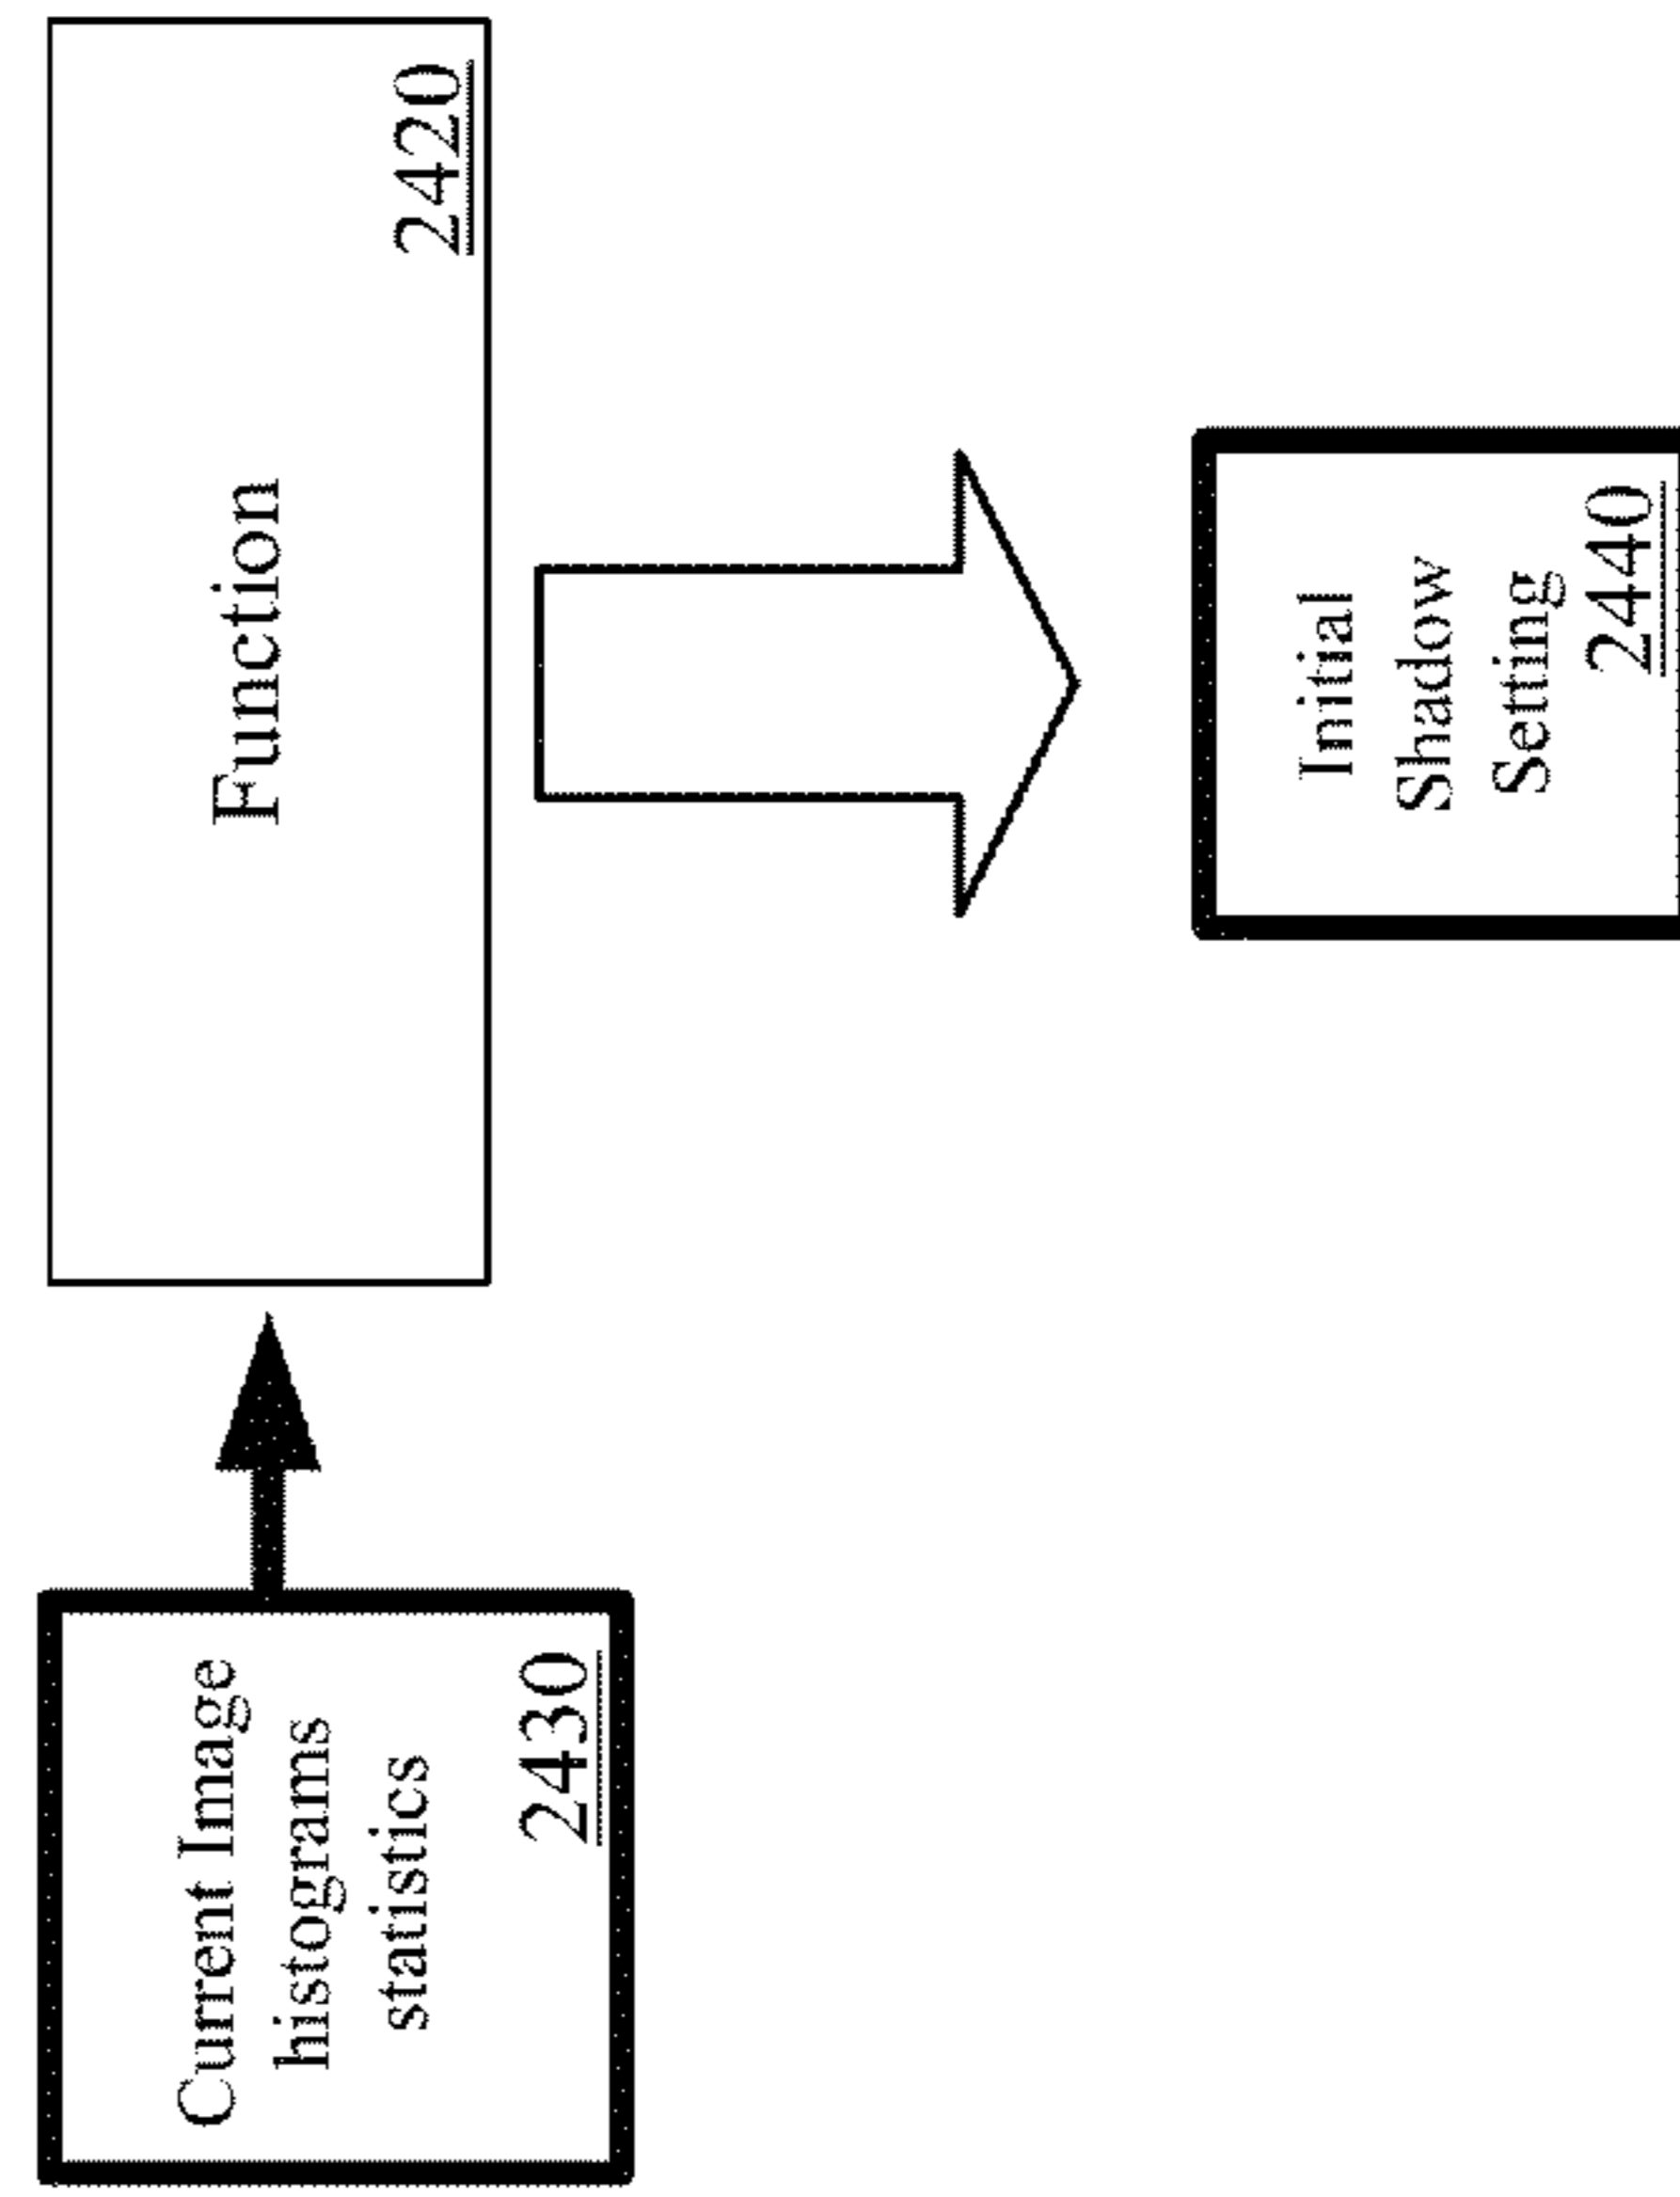 Current Image
histograms
statistics
2430
Function
2420
Initial
Shadow
Setting
2440